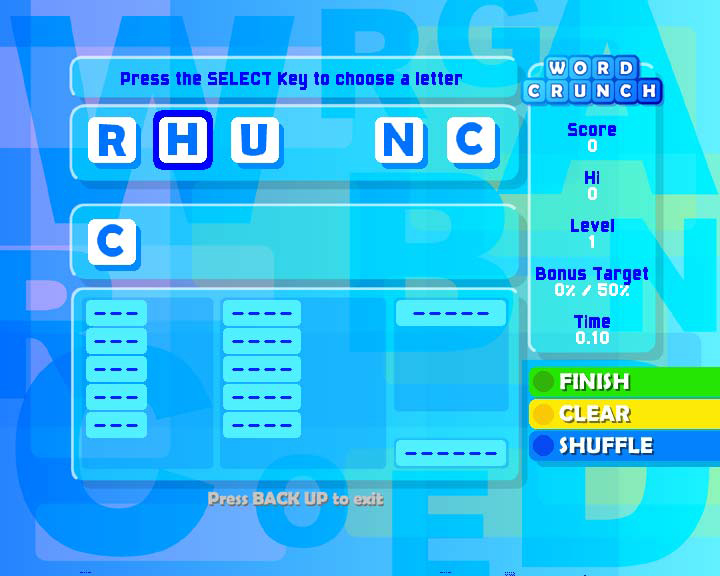 Press the SELECT Key to choose a letter
WORD
CRUNCH
R H U N C
C
Score
0
Hi
0
Level
1
Bonus Target
0% / 50%
Time
0.10
--- ---- -----
--- ----
--- ----
--- ----
--- ----
------
FINISH
CLEAR
SHUFFLE
Press BACK UP to exit